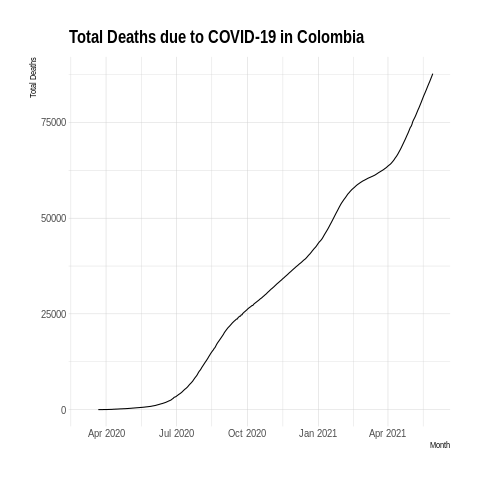 Total Deaths due to COVID-19 in Colombia
Total Deaths
75000
50000
25000
0
Apr 2020 Jul 2020 Oct 2020 Jan 2021 Apr 2021
Month